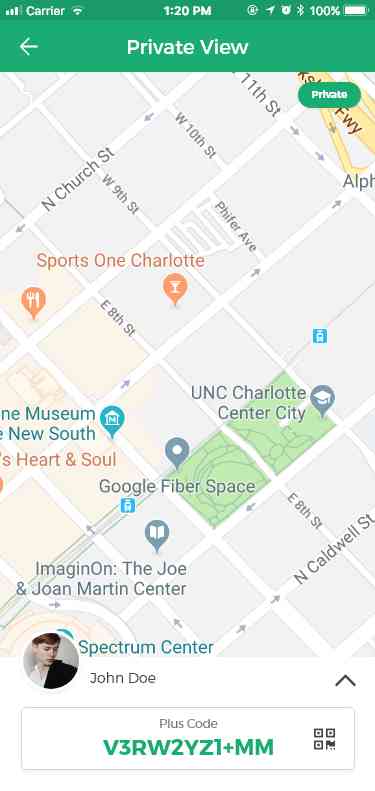 Carrier 1:20 PM 100%
Private View
Private
11th St
Fwy
W 10th St
Alph
N Church St
W 9th St
Phifer Ave
Sports One Charlotte
E 8th St
UNC Charlotte
Center City
ne Museum
e New South
's Heart & Soul
Google Fiber Space
E 8th St
N Caldwell St
ImaginOn: The Joe
& Joan Martin Center
Spectrum Center
John Doe
Plus Code
V3RW2YZ1+MM